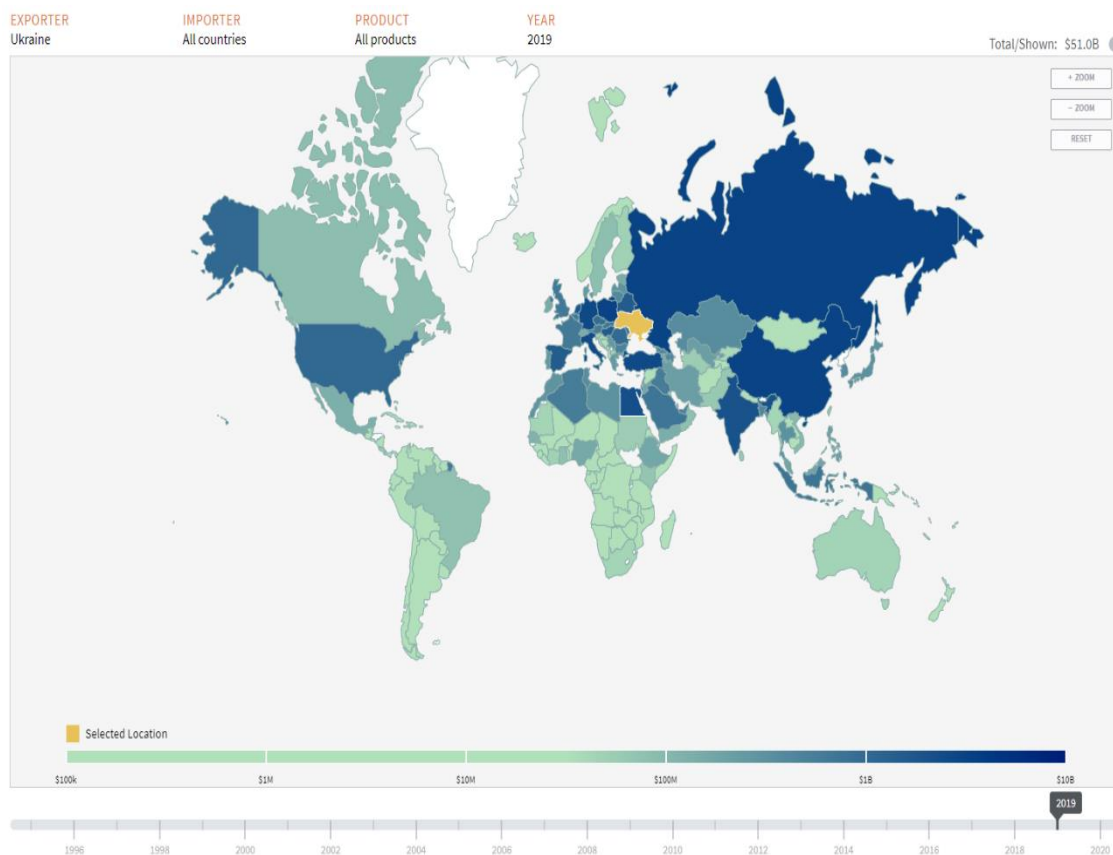 EXPORTER IMPORTER PRODUCT YEAR
Ukraine All countries All products 2019
Total/Shown: $51.0B
+ ZOOM
− ZOOM
RESET
Selected Location
$100k $1M $10M $100M $1B $10B
2019
1996 1998 2000 2002 2004 2006 2008 2010 2012 2014 2016 2018 2020